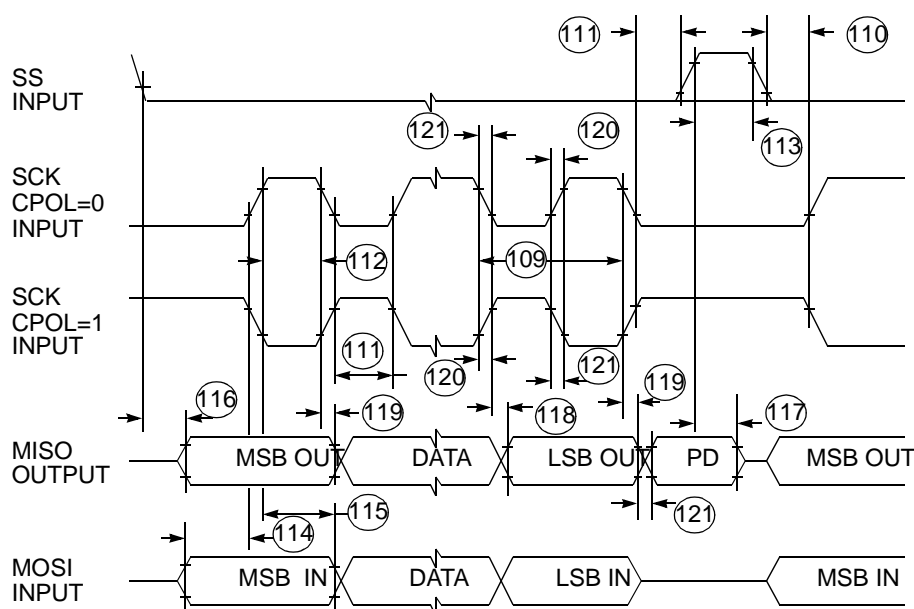 111
110
SS
INPUT
121
120
113
SCK
CPOL=0
INPUT
112
109
SCK
CPOL=1
INPUT
111
120
121
116
119
118
119
117
MISO
OUTPUT
MSB OUT
DATA
LSB OUT
PD
MSB OUT
115
121
114
MOSI
INPUT
MSB IN
DATA
LSB IN
MSB IN